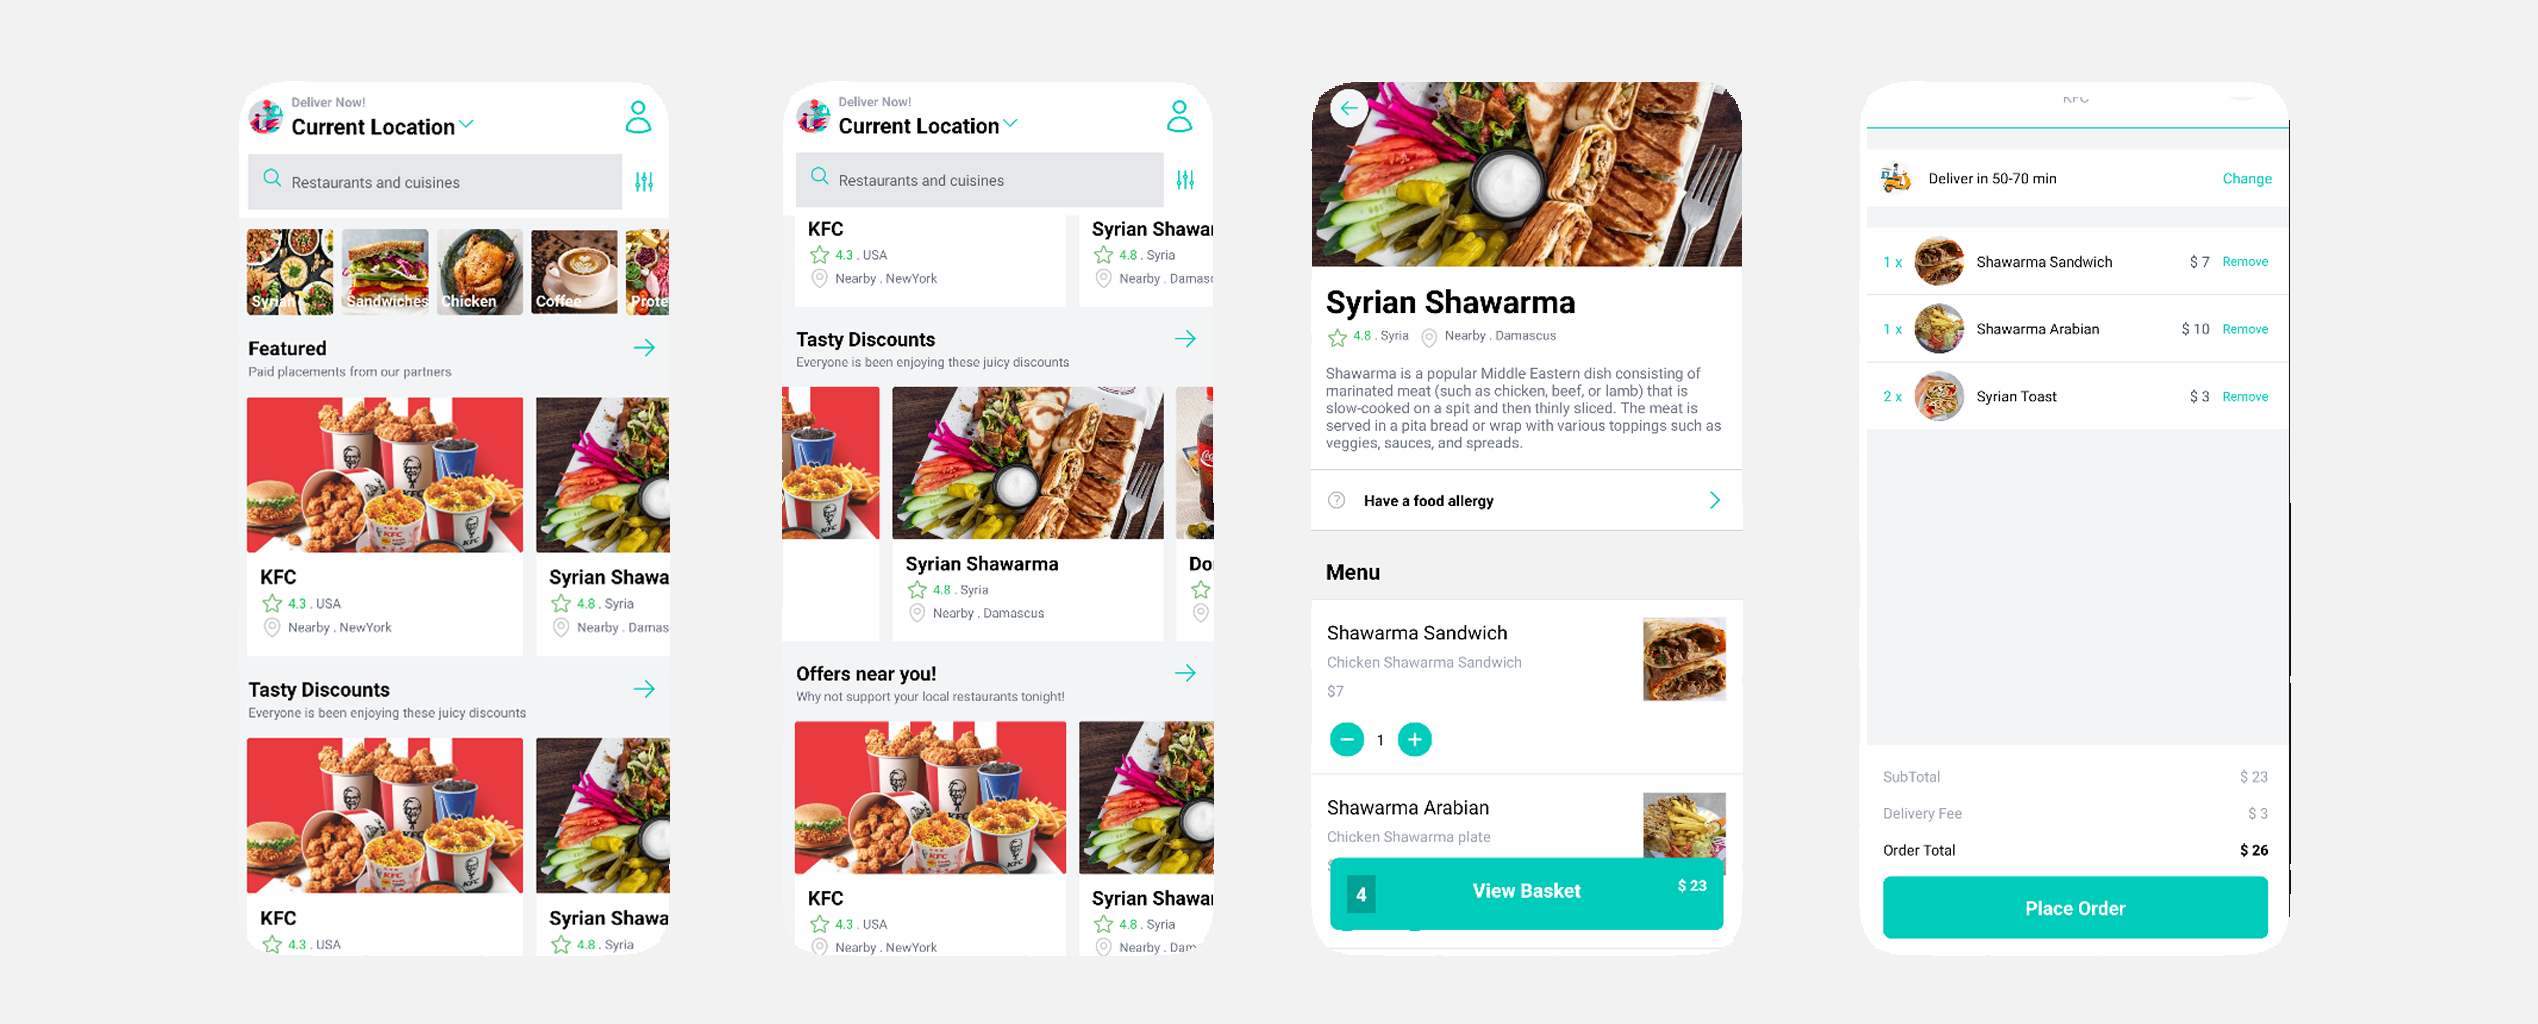 Deliver Now!
Current Location
Restaurants and cuisines
Syrian
Sandwiches
Chicken
Coffee
Prote
Featured
Paid placements from our partners
KFC
4.3 . USA
Nearby . NewYork
Syrian Shawa
4.8 . Syria
Nearby . Damas
Tasty Discounts
Everyone is been enjoying these juicy discounts
KFC
4.3 . USA
Syrian Shawa
4.8 . Syria
Deliver Now!
Current Location
Restaurants and cuisines
KFC
4.3 . USA
Nearby . NewYork
Syrian Shawar
4.8 . Syria
Nearby . Damasc
Tasty Discounts
Everyone is been enjoying these juicy discounts
Syrian Shawarma
4.8 . Syria
Nearby . Damascus
Do
Offers near you!
Why not support your local restaurants tonight!
KFC
4.3 . USA
Nearby . NewYork
Syrian Shawa
4.8 . Syria
Nearby . Dam
Syrian Shawarma
4.8 . Syria
Nearby . Damascus
Shawarma is a popular Middle Eastern dish consisting of
marinated meat (such as chicken, beef, or lamb) that is
slow-cooked on a spit and then thinly sliced. The meat is
served in a pita bread or wrap with various toppings such as
veggies, sauces, and spreads.
Have a food allergy
Menu
Shawarma Sandwich
Chicken Shawarma Sandwich
$7
1
Shawarma Arabian
Chicken Shawarma plate
4
View Basket
$ 23
KFC
Deliver in 50-70 min
Change
1 x
Shawarma Sandwich
$ 7
Remove
1 x
Shawarma Arabian
$ 10
Remove
2 x
Syrian Toast
$ 3
Remove
SubTotal
$ 23
Delivery Fee
$ 3
Order Total
$ 26
Place Order